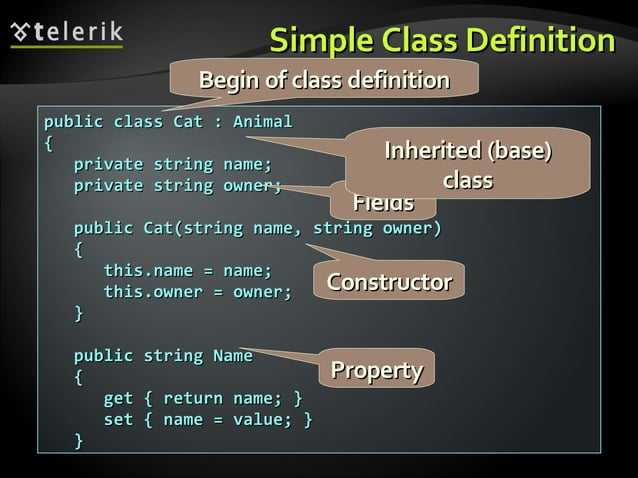 telerik
Simple Class Definition
Begin of class definition
public class Cat : Animal
{
private string name;
private string owner;
Inherited (base)
class
Fields
public Cat(string name, string owner)
{
this.name = name;
this.owner = owner;
}
Constructor
public string Name
{
get { return name; }
set { name = value; }
}
Property